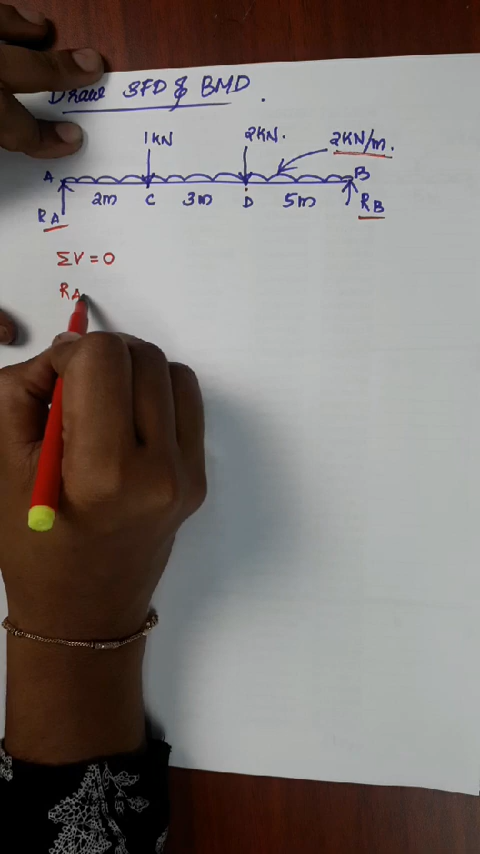 Draw SFD & BMD.
1KN 2KN. 2KN/m.
A B
RA 2m C 3m D 5m RB
ΣV = 0
RA